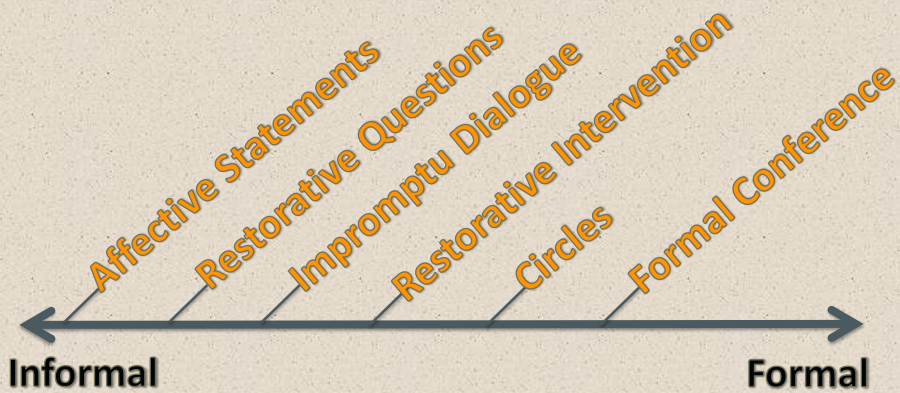 Affective Statements
Restorative Questions
Impromptu Dialogue
Restorative Intervention
Circles
Formal Conference
Informal
Formal